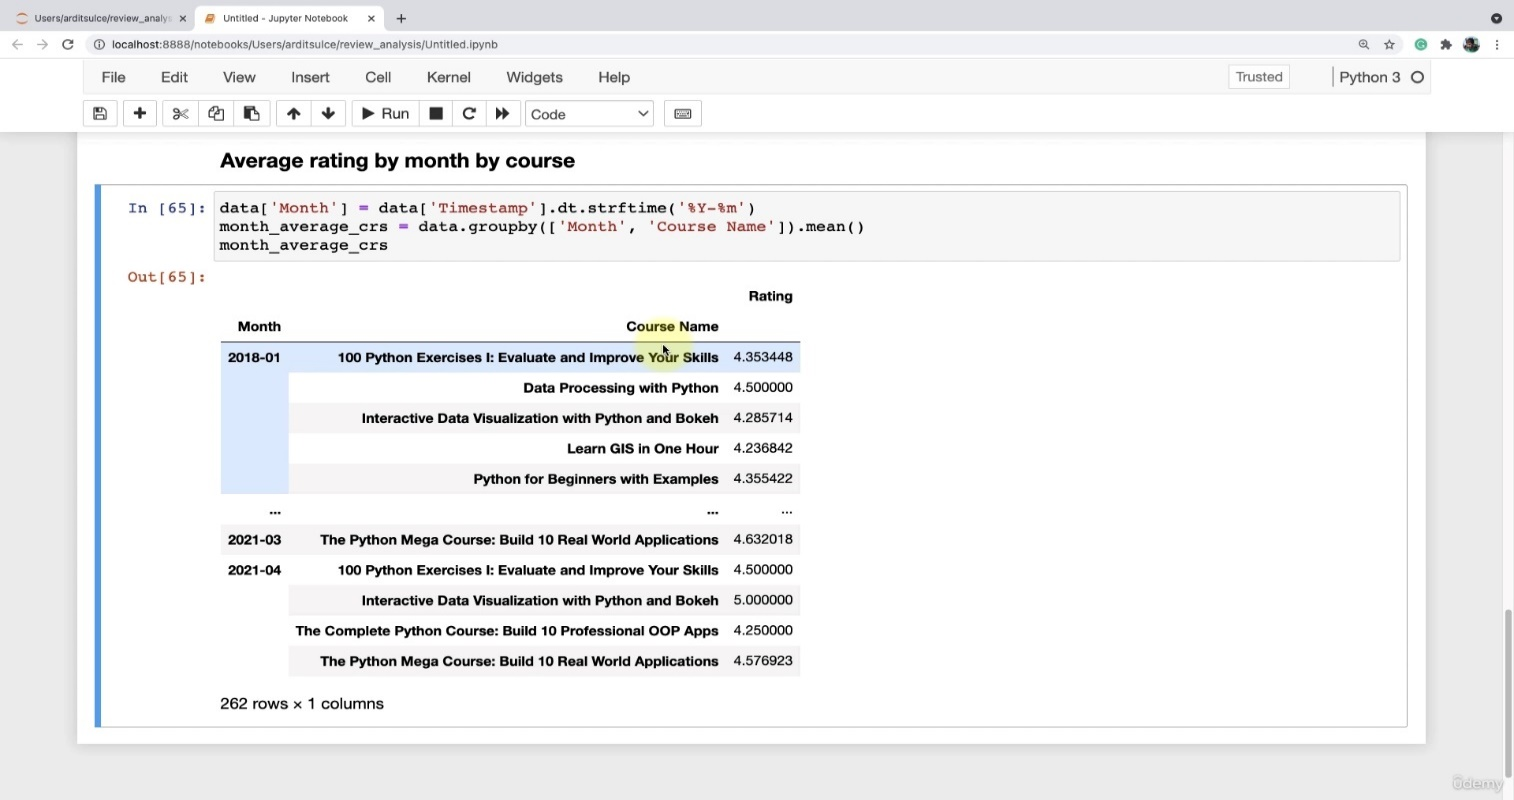 Users/arditsulce/review_analys
Untitled - Jupyter Notebook
localhost:8888/notebooks/Users/arditsulce/review_analysis/Untitled.ipynb
File Edit View Insert Cell Kernel Widgets Help Trusted Python 3
Run Code
Average rating by month by course
In [65]: data['Month'] = data['Timestamp'].dt.strftime('%Y-%m')
month_average_crs = data.groupby(['Month', 'Course Name']).mean()
month_average_crs
Out[65]:
Rating
Month Course Name
2018-01 100 Python Exercises I: Evaluate and Improve Your Skills 4.353448
Data Processing with Python 4.500000
Interactive Data Visualization with Python and Bokeh 4.285714
Learn GIS in One Hour 4.236842
Python for Beginners with Examples 4.355422
... ... ...
2021-03 The Python Mega Course: Build 10 Real World Applications 4.632018
2021-04 100 Python Exercises I: Evaluate and Improve Your Skills 4.500000
Interactive Data Visualization with Python and Bokeh 5.000000
The Complete Python Course: Build 10 Professional OOP Apps 4.250000
The Python Mega Course: Build 10 Real World Applications 4.576923
262 rows × 1 columns
ûdemy